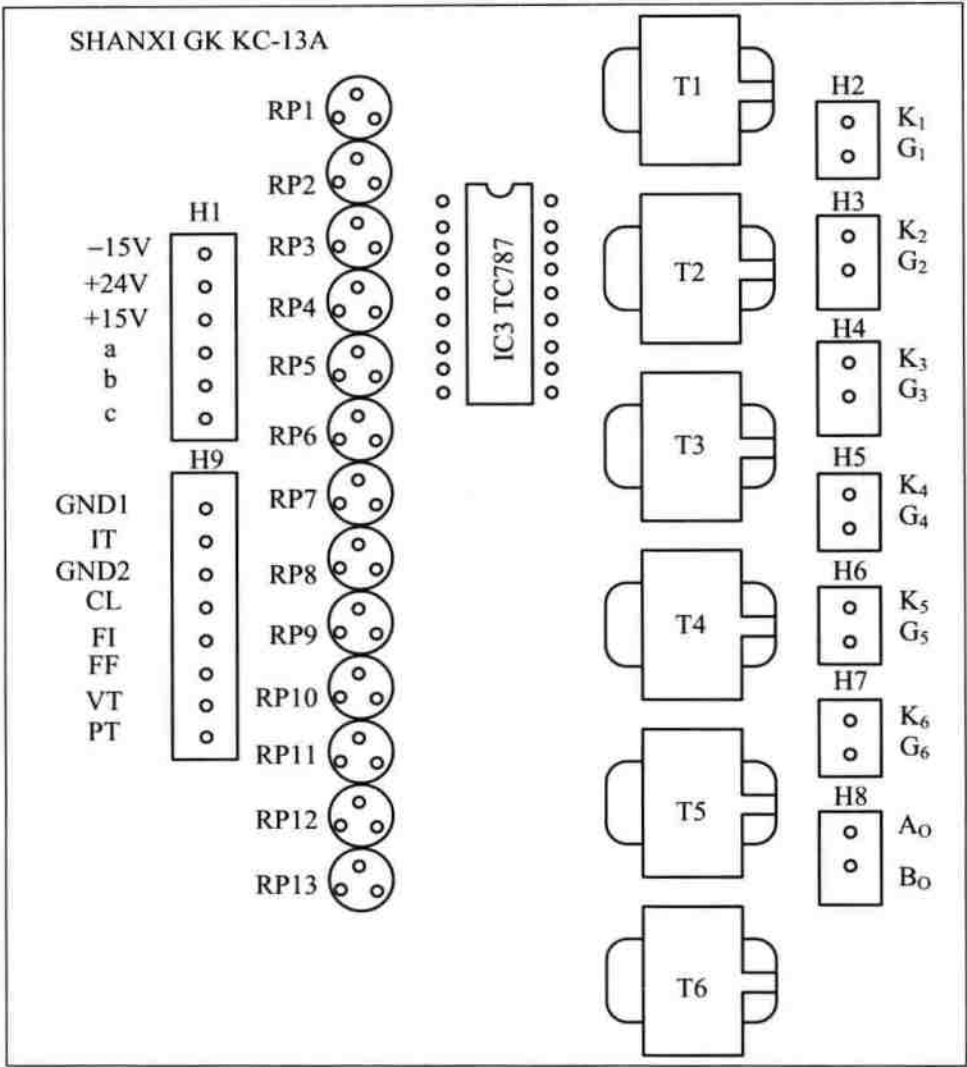 SHANXI GK KC-13A
RP1
RP2
RP3
RP4
RP5
RP6
RP7
RP8
RP9
RP10
RP11
RP12
RP13
H1
−15V
+24V
+15V
a
b
c
H9
GND1
IT
GND2
CL
FI
FF
VT
PT
IC3 TC787
T1
T2
T3
T4
T5
T6
H2
K₁
G₁
H3
K₂
G₂
H4
K₃
G₃
H5
K₄
G₄
H6
K₅
G₅
H7
K₆
G₆
H8
A_O
B_O